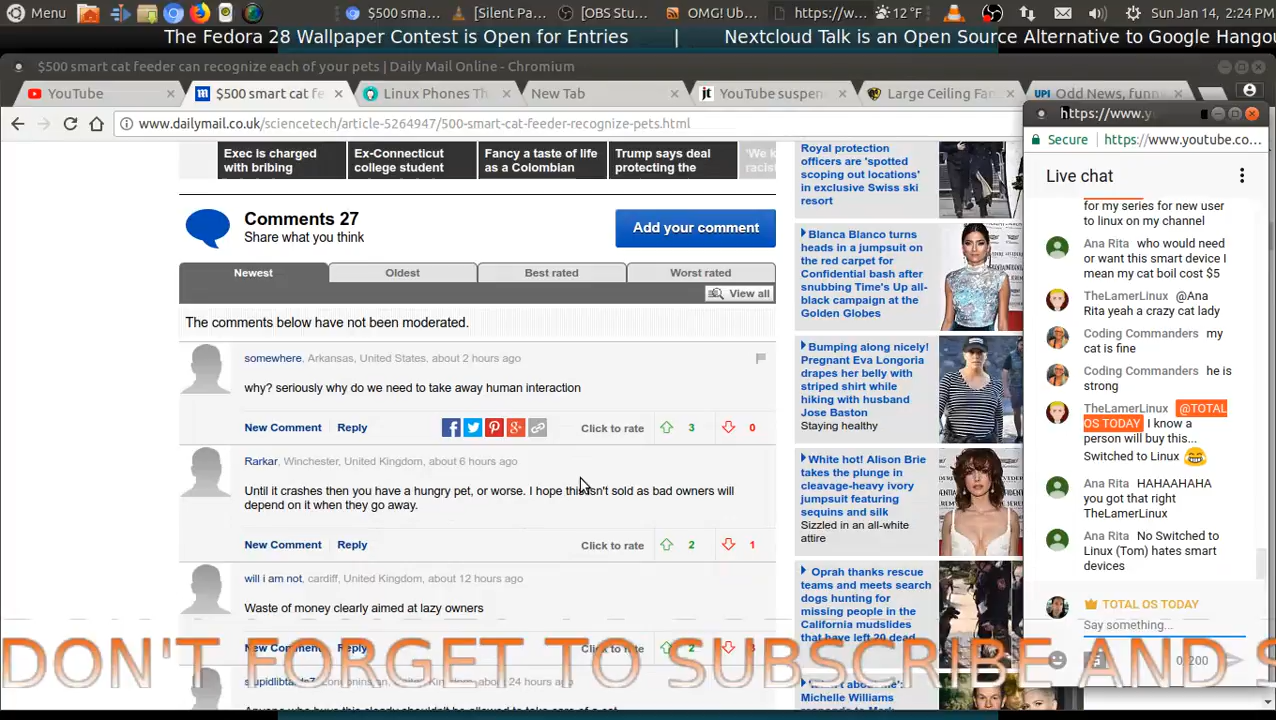 $500 sma...
[Silent Pa...
[OBS Stu...
OMG! Ub...
https://w...
12 °F
Sun Jan 14, 2:24 PM
The Fedora 28 Wallpaper Contest is Open for Entries | Nextcloud Talk is an Open Source Alternative to Google Hangou
$500 smart cat feeder can recognize each of your pets | Daily Mail Online - Chromium
YouTube
$500 smart cat fe
Linux Phones Th
New Tab
YouTube suspen
Large Ceiling Fan
UPI Odd News, funn
www.dailymail.co.uk/sciencetech/article-5264947/500-smart-cat-feeder-recognize-pets.html
Exec is charged
with bribing
Ex-Connecticut
college student
Fancy a taste of life
as a Colombian
Trump says deal
protecting the
'We k
racist
Comments 27
Share what you think
Add your comment
Newest
Oldest
Best rated
Worst rated
View all
The comments below have not been moderated.
somewhere, Arkansas, United States, about 2 hours ago
why? seriously why do we need to take away human interaction
New Comment Reply
Click to rate 3 0
Rarkar, Winchester, United Kingdom, about 6 hours ago
Until it crashes then you have a hungry pet, or worse. I hope this isn't sold as bad owners will
depend on it when they go away.
New Comment Reply
Click to rate 2 1
will i am not, cardiff, United Kingdom, about 12 hours ago
Waste of money clearly aimed at lazy owners
New Comment Reply
Click to rate 2
Royal protection
officers are 'spotted
scoping out locations'
in exclusive Swiss ski
resort
Blanca Blanco turns
heads in a jumpsuit on
the red carpet for
Confidential bash after
snubbing Time's Up all-
black campaign at the
Golden Globes
Bumping along nicely!
Pregnant Eva Longoria
drapes her belly with
striped shirt while
hiking with husband
Jose Baston
Staying healthy
White hot! Alison Brie
takes the plunge in
cleavage-heavy ivory
jumpsuit featuring
sequins and silk
Sizzled in an all-white
attire
Oprah thanks rescue
teams and meets search
dogs hunting for
missing people in the
California mudslides
that have left 20 dead
Michelle Williams
https://www.y
Secure https://www.youtube.co...
Live chat
for my series for new user
to linux on my channel
Ana Rita who would need
or want this smart device I
mean my cat boil cost $5
TheLamerLinux @Ana
Rita yeah a crazy cat lady
Coding Commanders my
cat is fine
Coding Commanders he is
strong
TheLamerLinux @TOTAL
OS TODAY I know a
person will buy this...
Switched to Linux
Ana Rita HAHAAHAHA
you got that right
TheLamerLinux
Ana Rita No Switched to
Linux (Tom) hates smart
devices
TOTAL OS TODAY
Say something...
0/200
DON'T FORGET TO SUBSCRIBE AND S